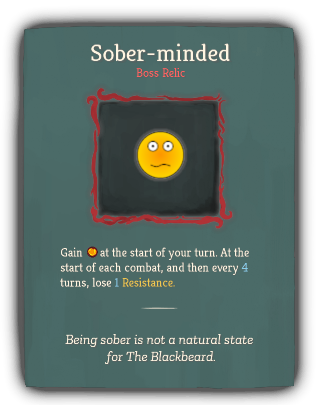 Sober-minded
Boss Relic
Gain at the start of your turn. At the
start of each combat, and then every 4
turns, lose 1 Resistance.
Being sober is not a natural state
for The Blackbeard.